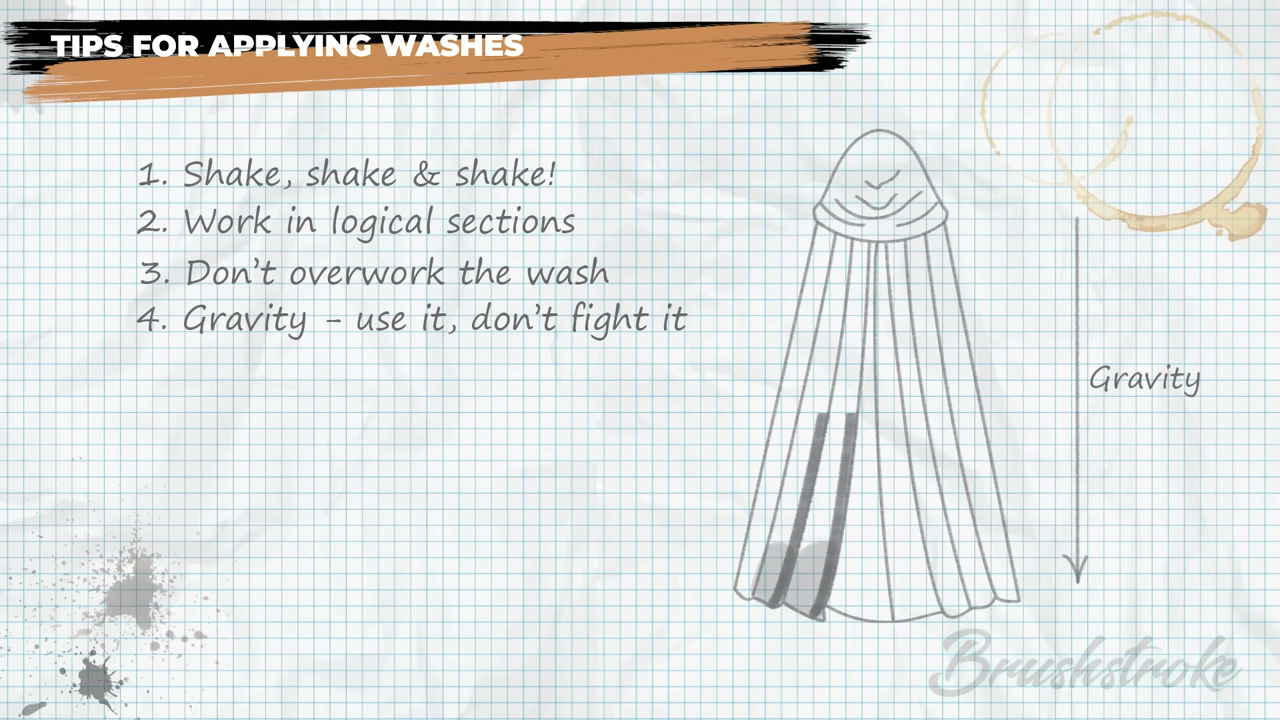 TIPS FOR APPLYING WASHES
1. Shake, shake & shake!
2. Work in logical sections
3. Don't overwork the wash
4. Gravity - use it, don't fight it
Gravity
Brushstroke